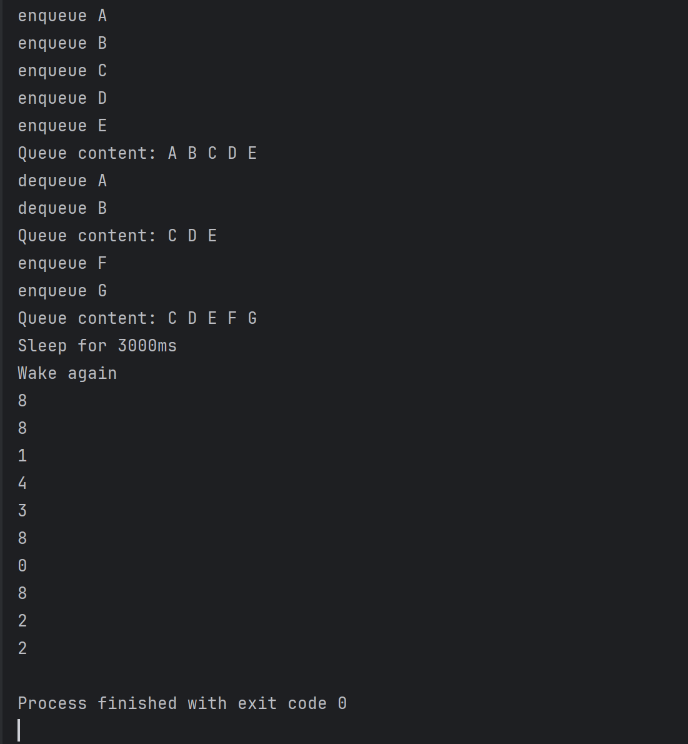 enqueue A
enqueue B
enqueue C
enqueue D
enqueue E
Queue content: A B C D E
dequeue A
dequeue B
Queue content: C D E
enqueue F
enqueue G
Queue content: C D E F G
Sleep for 3000ms
Wake again
8
8
1
4
3
8
0
8
2
2
Process finished with exit code 0